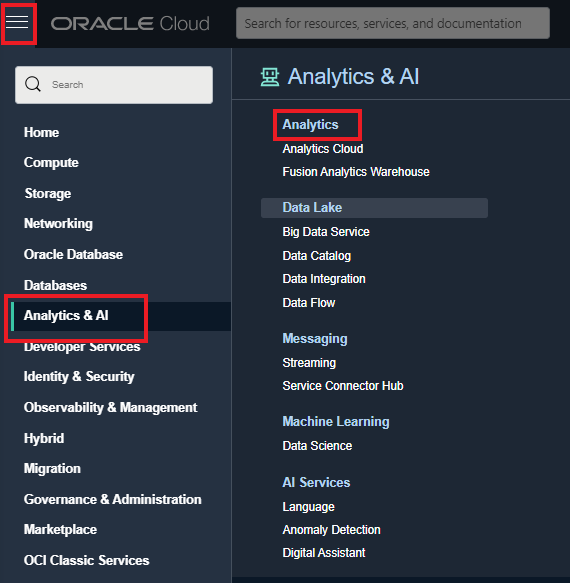 ORACLE Cloud
Search for resources, services, and documentation
Search
Home
Compute
Storage
Networking
Oracle Database
Databases
Analytics & AI
Developer Services
Identity & Security
Observability & Management
Hybrid
Migration
Governance & Administration
Marketplace
OCI Classic Services
Analytics & AI
Analytics
Analytics Cloud
Fusion Analytics Warehouse
Data Lake
Big Data Service
Data Catalog
Data Integration
Data Flow
Messaging
Streaming
Service Connector Hub
Machine Learning
Data Science
AI Services
Language
Anomaly Detection
Digital Assistant